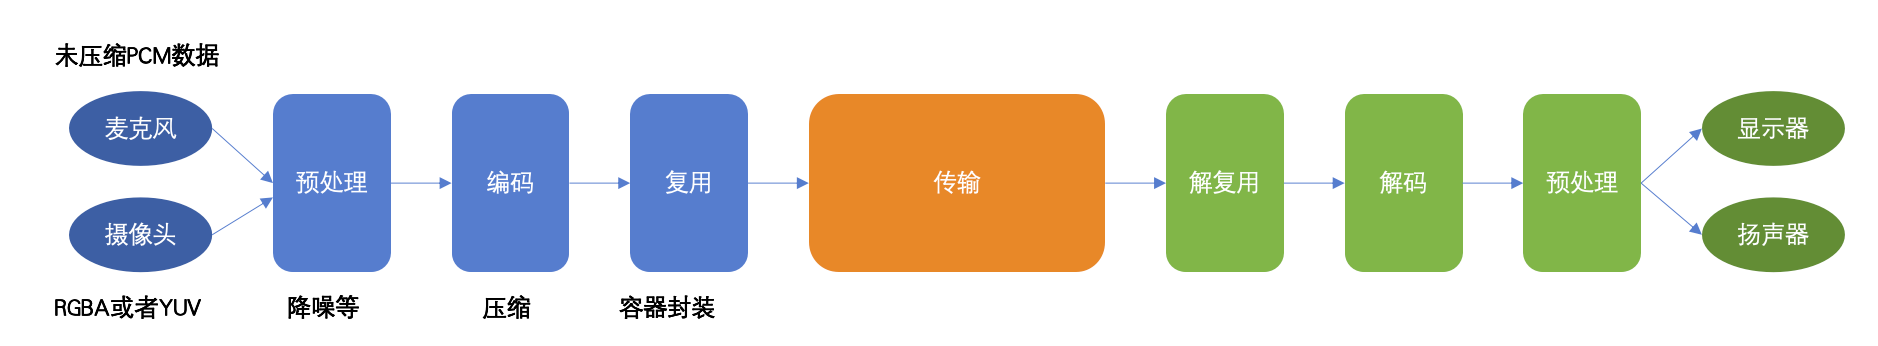 未压缩PCM数据
麦克风
摄像头
RGBA或者YUV
预处理
降噪等
编码
压缩
复用
容器封装
传输
解复用
解码
预处理
显示器
扬声器